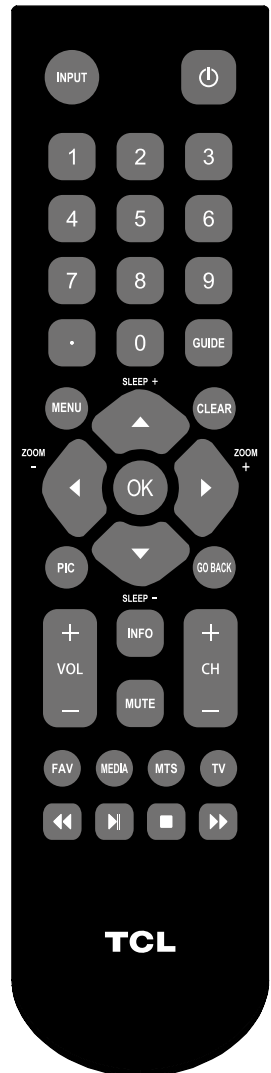 INPUT
1 2 3
4 5 6
7 8 9
· 0 GUIDE
SLEEP +
MENU CLEAR
ZOOM - ZOOM +
OK
PIC GO BACK
SLEEP -
+ INFO +
VOL CH
- MUTE -
FAV MEDIA MTS TV
TCL